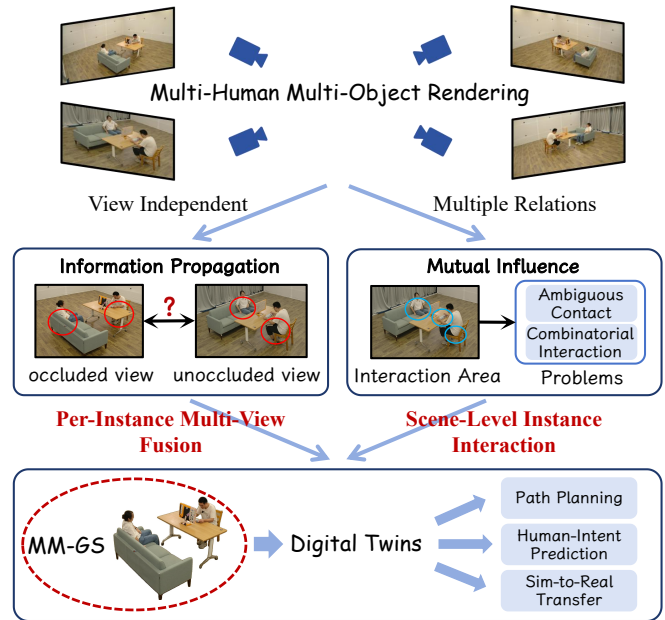 Multi-Human Multi-Object Rendering
View Independent
Multiple Relations
Information Propagation
?
occluded view
unoccluded view
Mutual Influence
Interaction Area
Ambiguous
Contact
Combinatorial
Interaction
Problems
Per-Instance Multi-View
Fusion
Scene-Level Instance
Interaction
MM-GS
Digital Twins
Path Planning
Human-Intent
Prediction
Sim-to-Real
Transfer